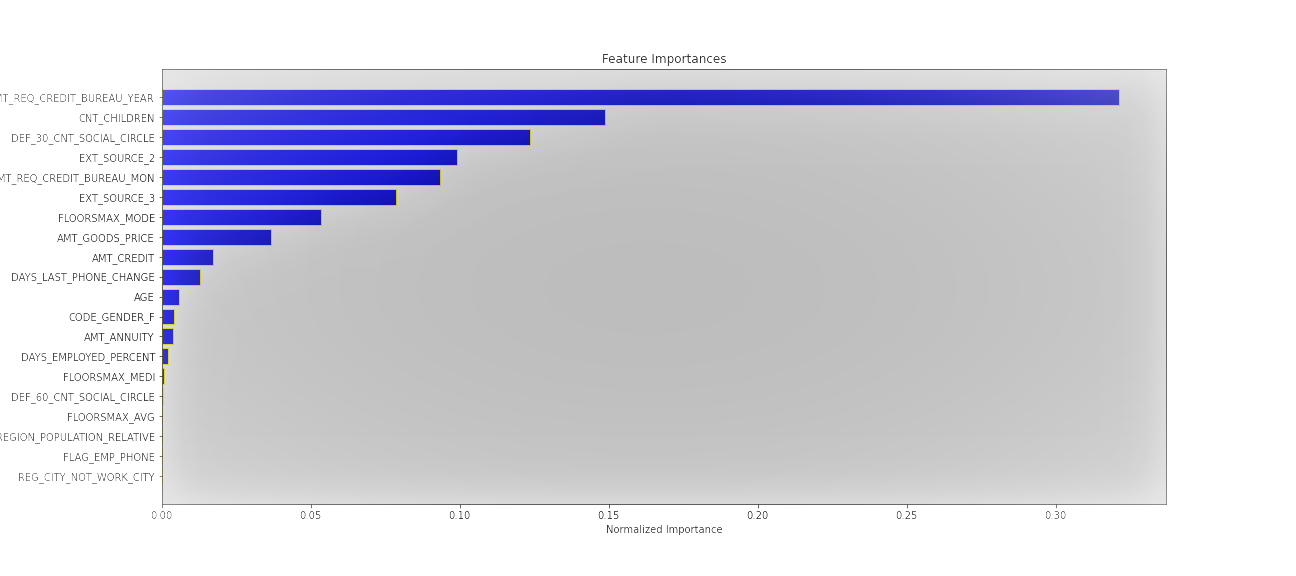 Feature Importances
MT_REQ_CREDIT_BUREAU_YEAR
CNT_CHILDREN
DEF_30_CNT_SOCIAL_CIRCLE
EXT_SOURCE_2
MT_REQ_CREDIT_BUREAU_MON
EXT_SOURCE_3
FLOORSMAX_MODE
AMT_GOODS_PRICE
AMT_CREDIT
DAYS_LAST_PHONE_CHANGE
AGE
CODE_GENDER_F
AMT_ANNUITY
DAYS_EMPLOYED_PERCENT
FLOORSMAX_MEDI
DEF_60_CNT_SOCIAL_CIRCLE
FLOORSMAX_AVG
REGION_POPULATION_RELATIVE
FLAG_EMP_PHONE
REG_CITY_NOT_WORK_CITY
0.00 0.05 0.10 0.15 0.20 0.25 0.30
Normalized Importance